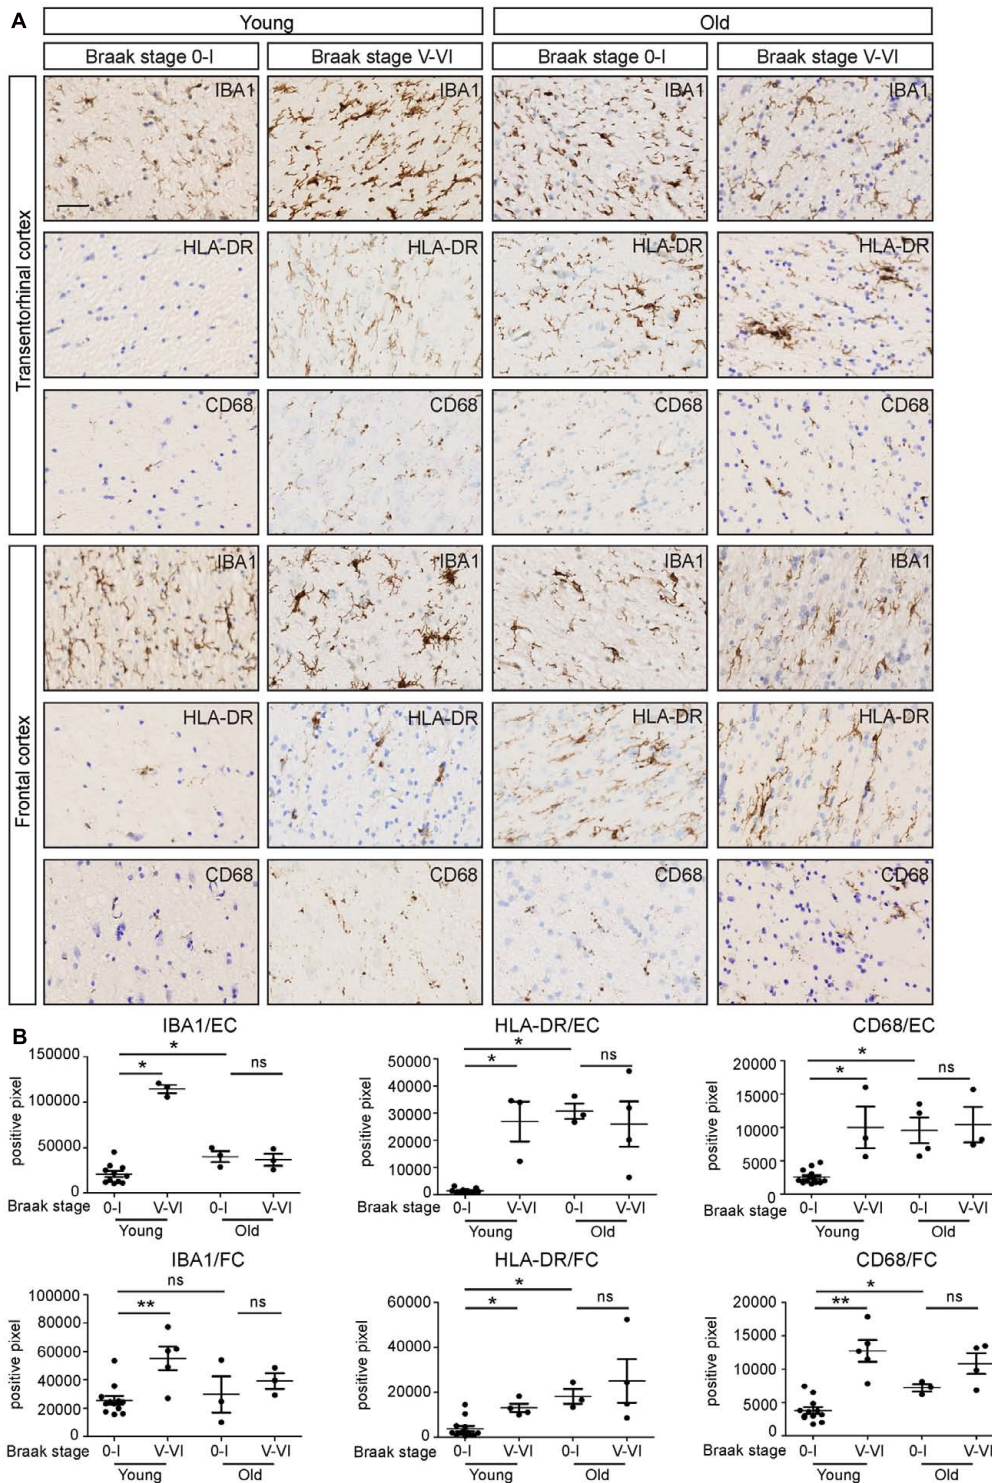 A
Young Old
Braak stage 0-I Braak stage V-VI Braak stage 0-I Braak stage V-VI
Transentorhinal cortex
IBA1 IBA1 IBA1 IBA1
HLA-DR HLA-DR HLA-DR HLA-DR
CD68 CD68 CD68 CD68
Frontal cortex
IBA1 IBA1 IBA1 IBA1
HLA-DR HLA-DR HLA-DR HLA-DR
CD68 CD68 CD68 CD68
B
IBA1/EC
positive pixel
150000
100000
50000
0
* * ns
Braak stage 0-I V-VI 0-I V-VI
Young Old
HLA-DR/EC
positive pixel
50000
40000
30000
20000
10000
0
* * ns
Braak stage 0-I V-VI 0-I V-VI
Young Old
CD68/EC
positive pixel
20000
15000
10000
5000
0
* * ns
Braak stage 0-I V-VI 0-I V-VI
Young Old
IBA1/FC
positive pixel
100000
80000
60000
40000
20000
0
ns
** ns
Braak stage 0-I V-VI 0-I V-VI
Young Old
HLA-DR/FC
positive pixel
60000
40000
20000
0
* * ns
Braak stage 0-I V-VI 0-I V-VI
Young Old
CD68/FC
positive pixel
20000
15000
10000
5000
0
*
** ns
Braak stage 0-I V-VI 0-I V-VI
Young Old